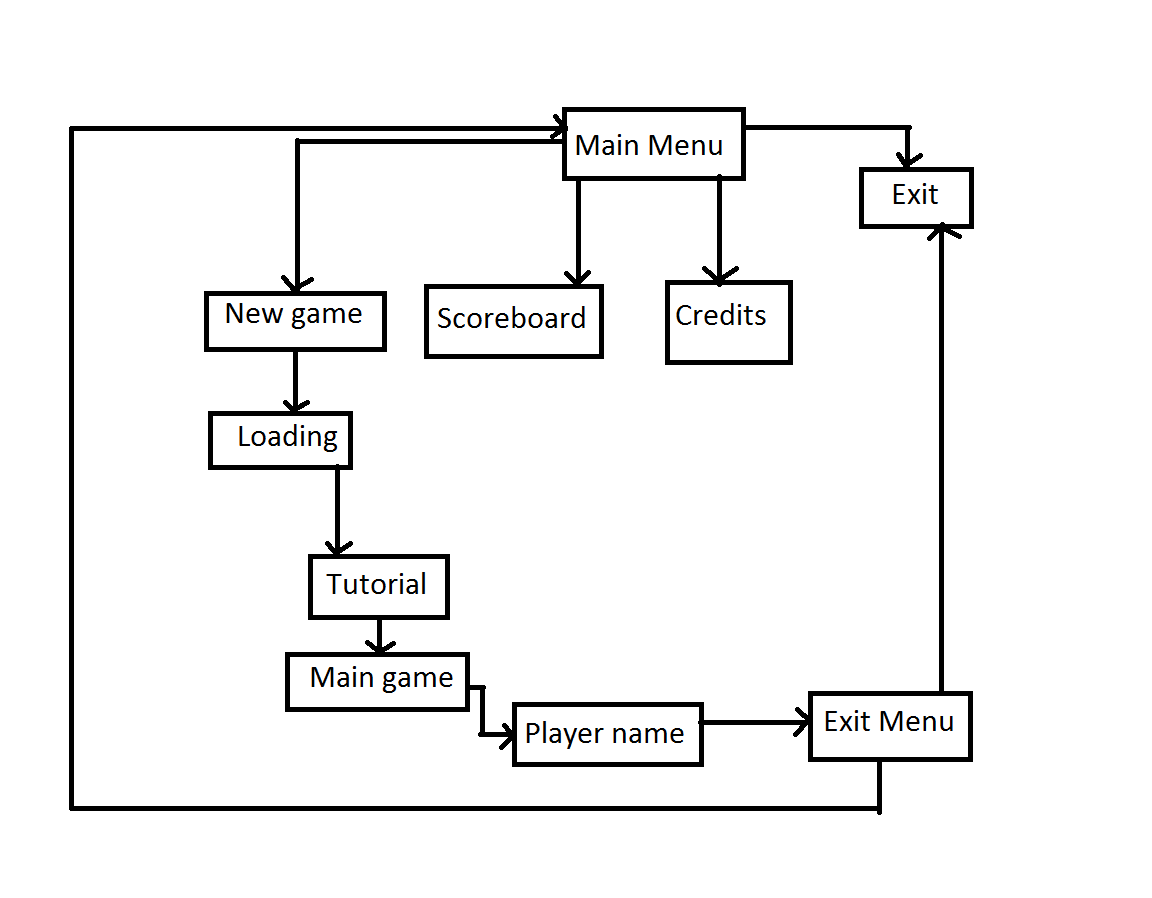 Main Menu
Exit
New game
Scoreboard
Credits
Loading
Tutorial
Main game
Player name
Exit Menu